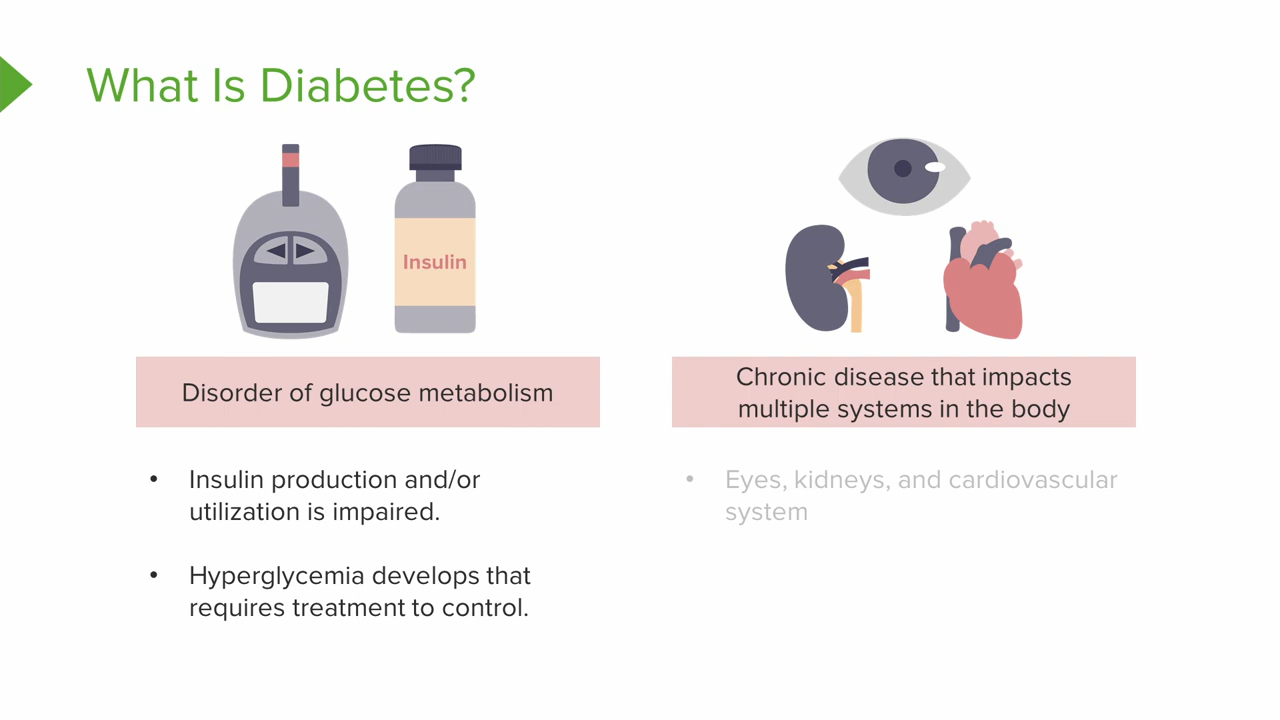 What Is Diabetes?
Insulin
Disorder of glucose metabolism
• Insulin production and/or
utilization is impaired.
• Hyperglycemia develops that
requires treatment to control.
Chronic disease that impacts
multiple systems in the body
• Eyes, kidneys, and cardiovascular
system